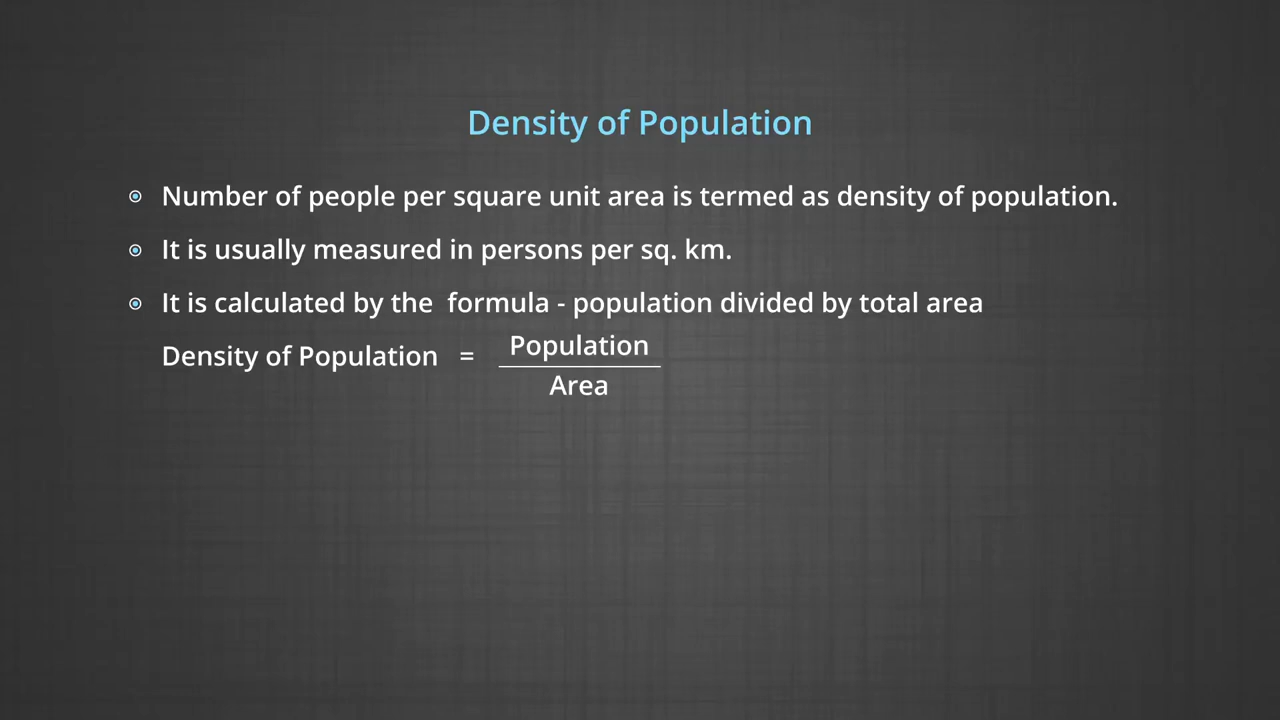 Density of Population
Number of people per square unit area is termed as density of population.
It is usually measured in persons per sq. km.
It is calculated by the formula - population divided by total area
Density of Population = Population
Area